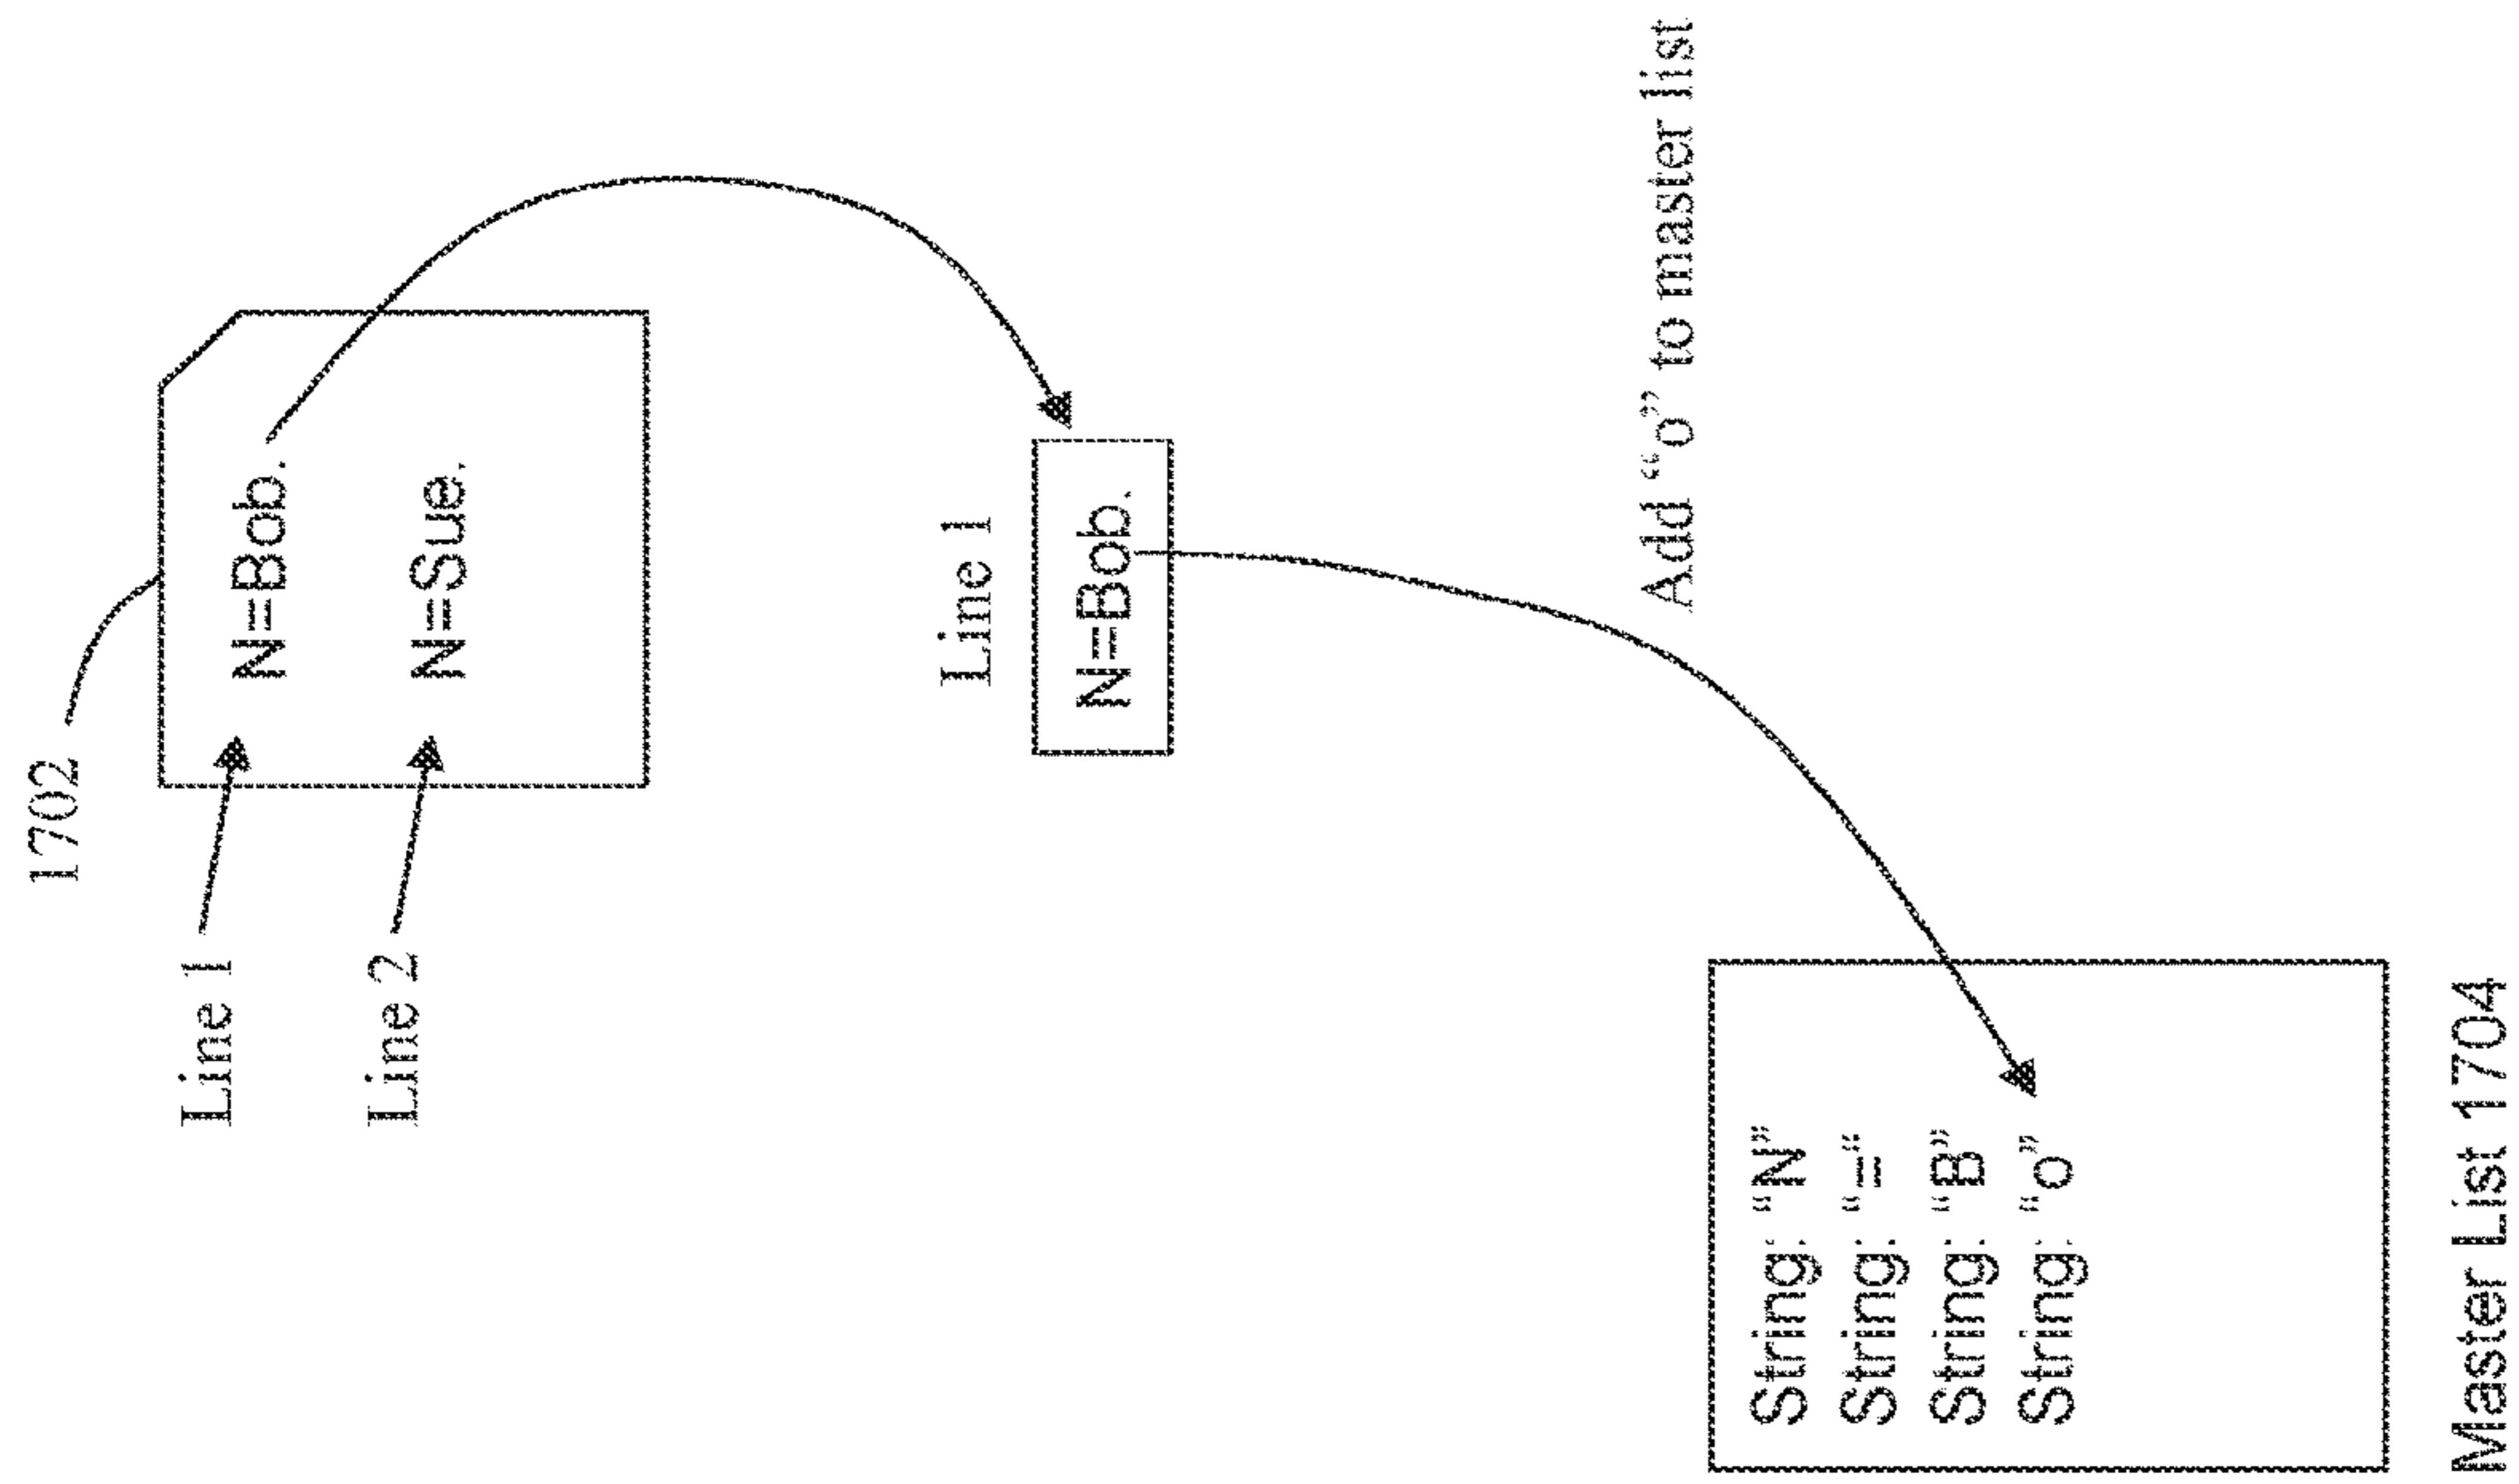 1702
Line 1
N=Bob.
Line 2
N=Sue.
Line 1
N=Bob.
Add “o” to master list
String: “N”
String: “=“
String: “B”
String: “o”
Master List 1704